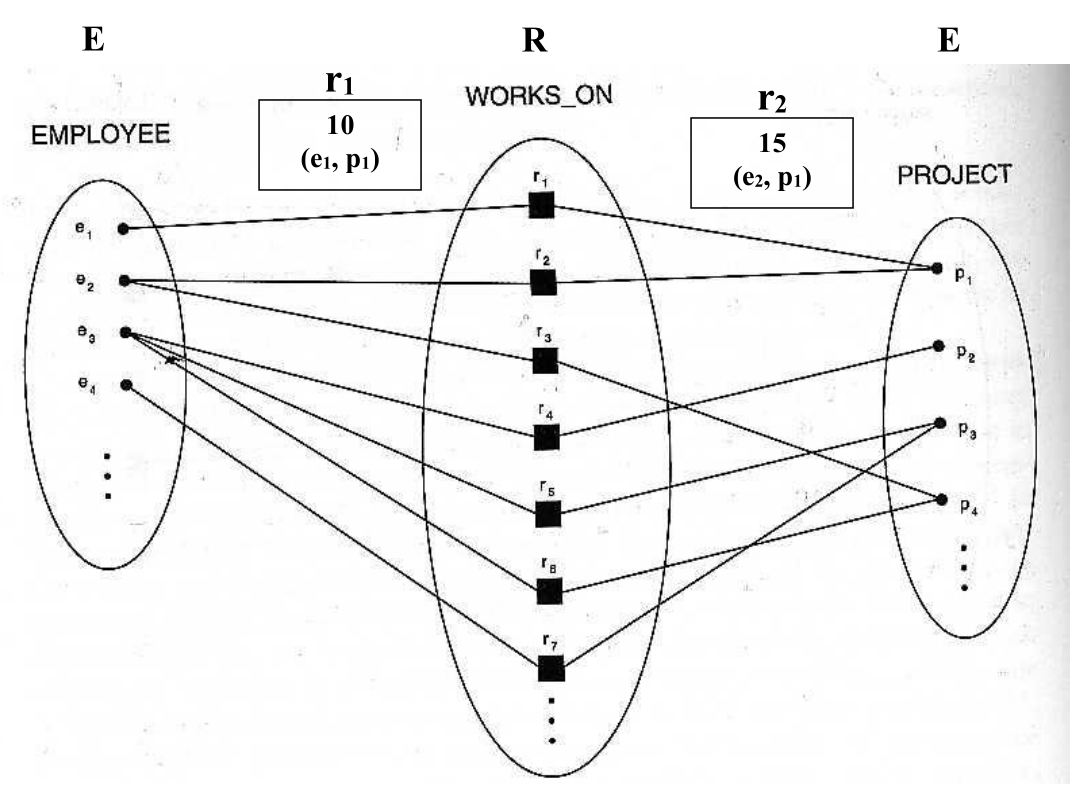 E
R
E
r₁
WORKS_ON
r₂
10
(e₁, p₁)
15
(e₂, p₁)
EMPLOYEE
PROJECT
r₁
e₁
r₂
p₁
e₂
e₃
r₃
p₂
e₄
r₄
p₃
r₅
p₄
r₆
r₇